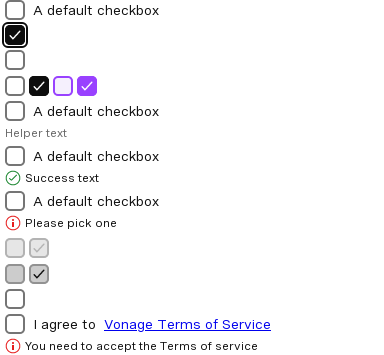 A default checkbox
A default checkbox
Helper text
A default checkbox
Success text
A default checkbox
Please pick one
I agree to Vonage Terms of Service
You need to accept the Terms of service